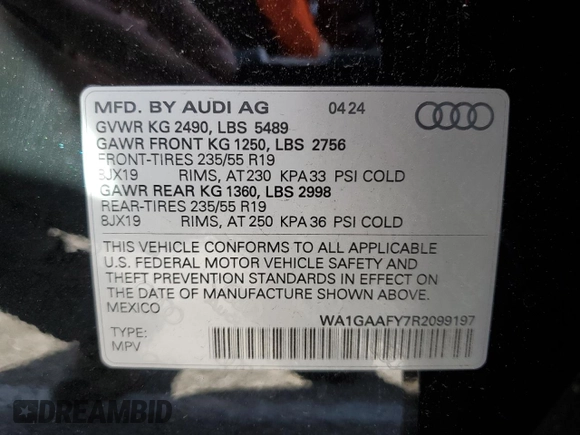 MFD. BY AUDI AG 04 24
GVWR KG 2490, LBS 5489
GAWR FRONT KG 1250, LBS 2756
FRONT-TIRES 235/55 R19
8JX19 RIMS, AT 230 KPA 33 PSI COLD
GAWR REAR KG 1360, LBS 2998
REAR-TIRES 235/55 R19
8JX19 RIMS, AT 250 KPA 36 PSI COLD
THIS VEHICLE CONFORMS TO ALL APPLICABLE
U.S. FEDERAL MOTOR VEHICLE SAFETY AND
THEFT PREVENTION STANDARDS IN EFFECT ON
THE DATE OF MANUFACTURE SHOWN ABOVE.
MEXICO
WA1GAAFY7R2099197
TYPE:
MPV
DREAMBID